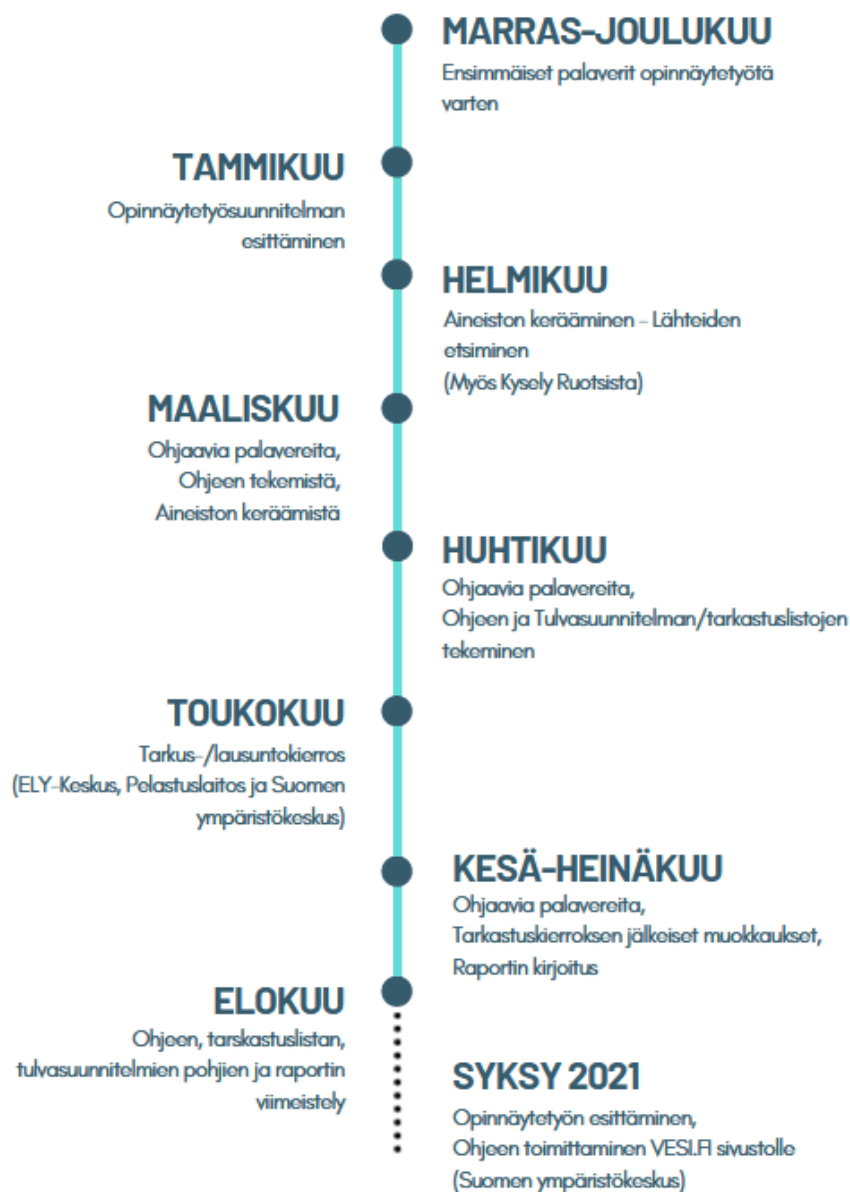 MARRAS-JOULUKUU
Ensimmäiset palaverit opinnäytetyötä
varten
TAMMIKUU
Opinnäytetyösuunnitelman
esittäminen
HELMIKUU
Aineiston kerääminen - Lähteiden
etsiminen
(Myös Kysely Ruotsista)
MAALISKUU
Ohjaavia palavereita,
Ohjeen tekemistä,
Aineiston keräämistä
HUHTIKUU
Ohjaavia palavereita,
Ohjeen ja Tulvasuunnitelman/tarkastuslistojen
tekeminen
TOUKOKUU
Tarkus-/lausuntokierros
(ELY-Keskus, Pelastuslaitos ja Suomen
ympäristökeskus)
KESÄ-HEINÄKUU
Ohjaavia palavereita,
Tarkastuskierroksen jälkeiset muokkaukset,
Raportin kirjoitus
ELOKUU
Ohjeen, tarskastuslistan,
tulvasuunnitelmien pohjien ja raportin
viimeistely
SYKSY 2021
Opinnäytetyön esittäminen,
Ohjeen toimittaminen VESI.FI sivustolle
(Suomen ympäristökeskus)